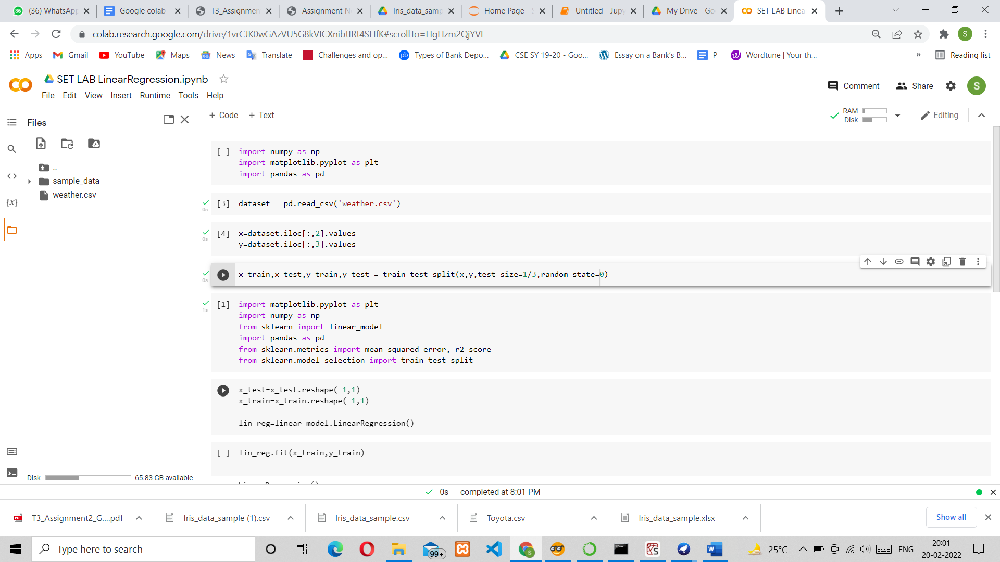 (36) WhatsApp
Google colab
T3_Assignmen
Assignment N
Iris_data_samp
Home Page -
Untitled - Jupy
My Drive - Go
SET LAB Linea
colab.research.google.com/drive/1vrCJK0wGAzVU5G8kVICXnibtIRt4SHfK#scrollTo=HgHzm2QjYVL_
S
Apps
Gmail
YouTube
Maps
News
Translate
Challenges and op...
Types of Bank Depo...
CSE SY 19-20 - Goo...
Essay on a Bank's B...
P
Wordtune | Your th...
»
Reading list
SET LAB LinearRegression.ipynb
Comment
Share
S
File Edit View Insert Runtime Tools Help
Files
+ Code + Text
RAM
Disk
Editing
..
sample_data
weather.csv
{x}
[ ] import numpy as np
import matplotlib.pyplot as plt
import pandas as pd
0s
[3] dataset = pd.read_csv('weather.csv')
0s
[4] x=dataset.iloc[:,2].values
y=dataset.iloc[:,3].values
0s
x_train,x_test,y_train,y_test = train_test_split(x,y,test_size=1/3,random_state=0)
1s
[1] import matplotlib.pyplot as plt
import numpy as np
from sklearn import linear_model
import pandas as pd
from sklearn.metrics import mean_squared_error, r2_score
from sklearn.model_selection import train_test_split
x_test=x_test.reshape(-1,1)
x_train=x_train.reshape(-1,1)
lin_reg=linear_model.LinearRegression()
[ ] lin_reg.fit(x_train,y_train)
LinearRegression()
Disk
65.83 GB available
0s completed at 8:01 PM
T3_Assignment2_G....pdf
Iris_data_sample (1).csv
Iris_data_sample.csv
Toyota.csv
Iris_data_sample.xlsx
Show all
Type here to search
99+
25°C
ENG
20:01
20-02-2022